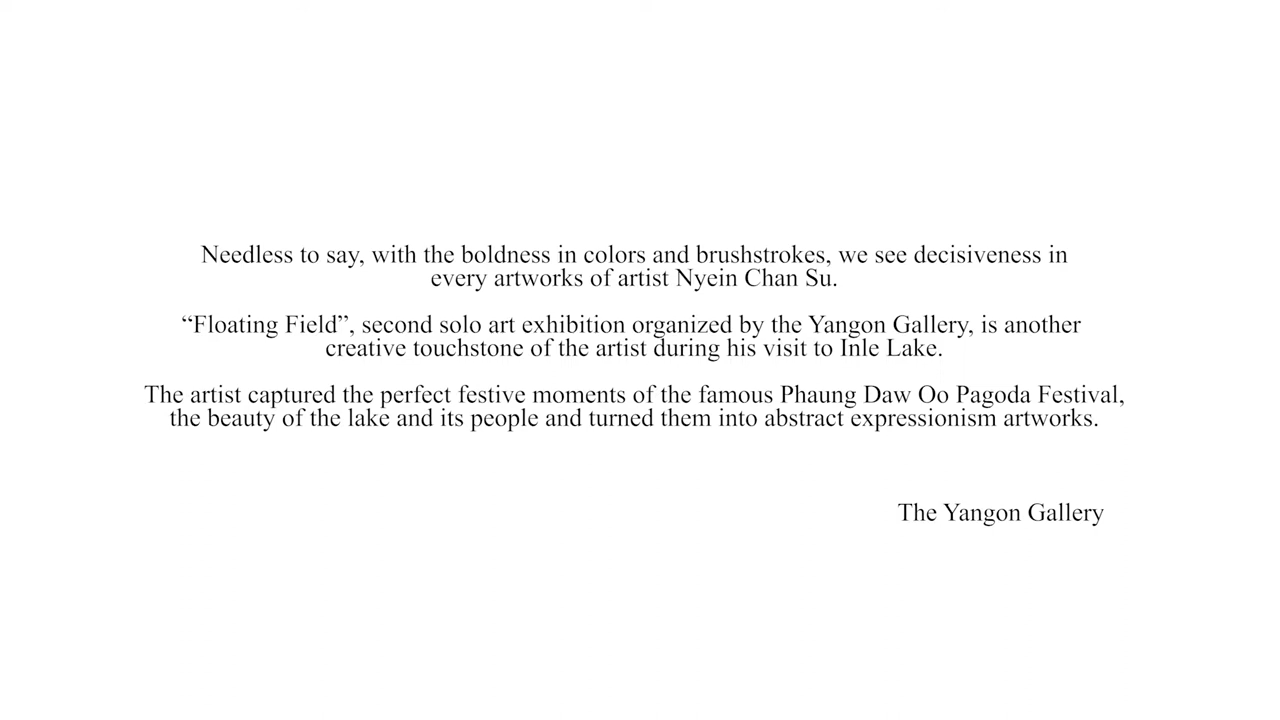 Needless to say, with the boldness in colors and brushstrokes, we see decisiveness in
every artworks of artist Nyein Chan Su.
“Floating Field”, second solo art exhibition organized by the Yangon Gallery, is another
creative touchstone of the artist during his visit to Inle Lake.
The artist captured the perfect festive moments of the famous Phaung Daw Oo Pagoda Festival,
the beauty of the lake and its people and turned them into abstract expressionism artworks.
The Yangon Gallery